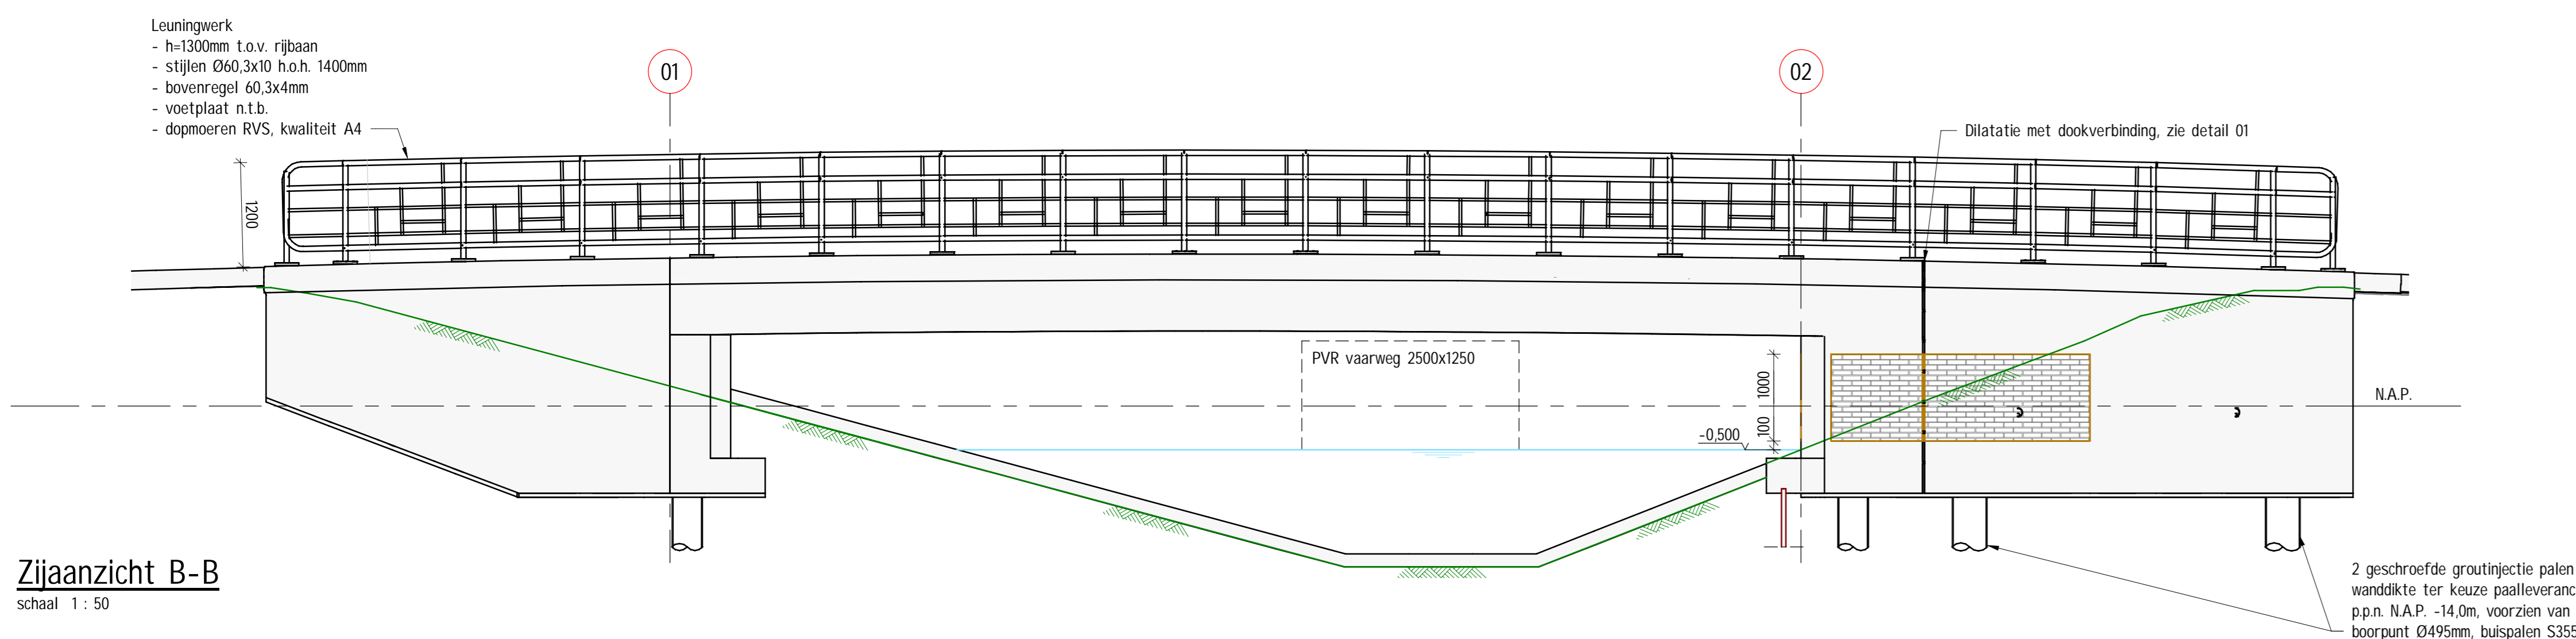 Leuningwerk
- h=1300mm t.o.v. rijbaan
- stijlen Ø60,3x10 h.o.h. 1400mm
- bovenregel 60,3x4mm
- voetplaat n.t.b.
- dopmoeren RVS, kwaliteit A4
01
02
Dilatatie met dookverbinding, zie detail 01
1200
PVR vaarweg 2500x1250
1000
100
-0,500
N.A.P.
Zijaanzicht B-B
schaal 1 : 50
2 geschroefde groutinjectie palen
wanddikte ter keuze paalleveranc
p.p.n. N.A.P. -14,0m, voorzien van
boorpunt Ø495mm, buispalen S355